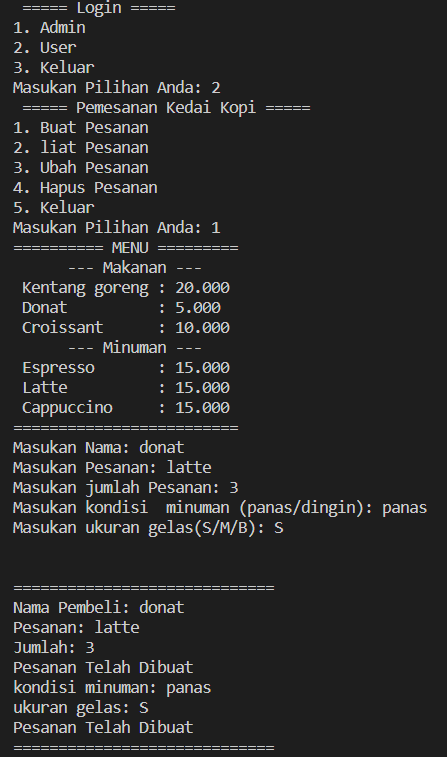 ===== Login =====
1. Admin
2. User
3. Keluar
Masukan Pilihan Anda: 2
===== Pemesanan Kedai Kopi =====
1. Buat Pesanan
2. liat Pesanan
3. Ubah Pesanan
4. Hapus Pesanan
5. Keluar
Masukan Pilihan Anda: 1
========== MENU =========
--- Makanan ---
Kentang goreng : 20.000
Donat : 5.000
Croissant : 10.000
--- Minuman ---
Espresso : 15.000
Latte : 15.000
Cappuccino : 15.000
=========================
Masukan Nama: donat
Masukan Pesanan: latte
Masukan jumlah Pesanan: 3
Masukan kondisi  minuman (panas/dingin): panas
Masukan ukuran gelas(S/M/B): S
=============================
Nama Pembeli: donat
Pesanan: latte
Jumlah: 3
Pesanan Telah Dibuat
kondisi minuman: panas
ukuran gelas: S
Pesanan Telah Dibuat
=============================